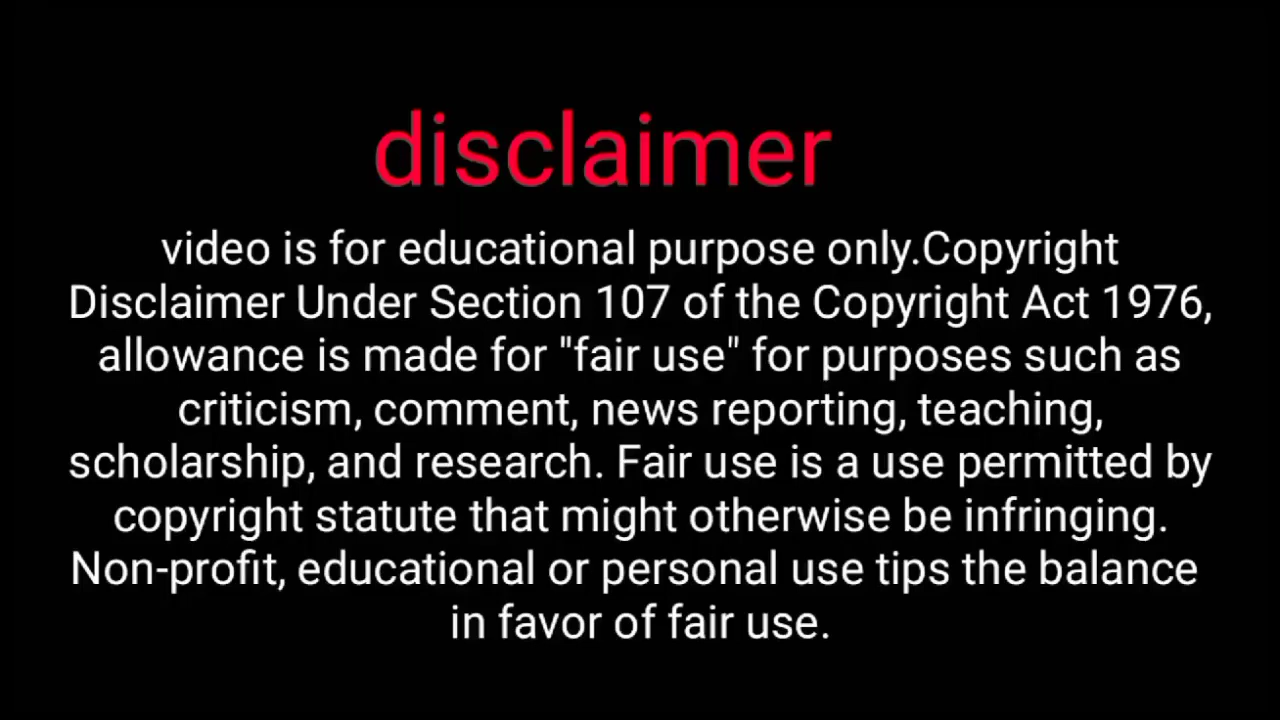 disclaimer
video is for educational purpose only.Copyright
Disclaimer Under Section 107 of the Copyright Act 1976,
allowance is made for "fair use" for purposes such as
criticism, comment, news reporting, teaching,
scholarship, and research. Fair use is a use permitted by
copyright statute that might otherwise be infringing.
Non-profit, educational or personal use tips the balance
in favor of fair use.